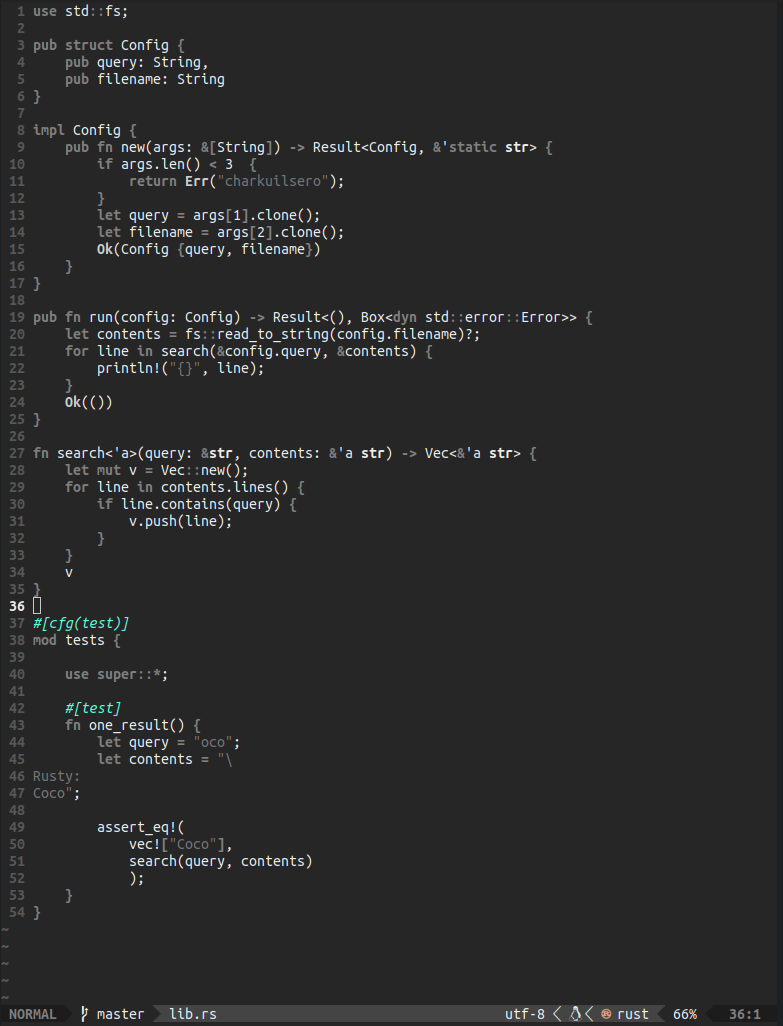 1 use std::fs;
2
3 pub struct Config {
4     pub query: String,
5     pub filename: String
6 }
7
8 impl Config {
9     pub fn new(args: &[String]) -> Result<Config, &'static str> {
10         if args.len() < 3  {
11             return Err("charkuilsero");
12         }
13         let query = args[1].clone();
14         let filename = args[2].clone();
15         Ok(Config {query, filename})
16     }
17 }
18
19 pub fn run(config: Config) -> Result<(), Box<dyn std::error::Error>> {
20     let contents = fs::read_to_string(config.filename)?;
21     for line in search(&config.query, &contents) {
22         println!("{}", line);
23     }
24     Ok(())
25 }
26
27 fn search<'a>(query: &str, contents: &'a str) -> Vec<&'a str> {
28     let mut v = Vec::new();
29     for line in contents.lines() {
30         if line.contains(query) {
31             v.push(line);
32         }
33     }
34     v
35 }
36
37 #[cfg(test)]
38 mod tests {
39
40     use super::*;
41
42     #[test]
43     fn one_result() {
44         let query = "oco";
45         let contents = "\
46 Rusty:
47 Coco";
48
49         assert_eq!(
50             vec!["Coco"],
51             search(query, contents)
52             );
53     }
54 }
~
~
~
~
~
NORMAL master lib.rs utf-8 rust 66% 36:1